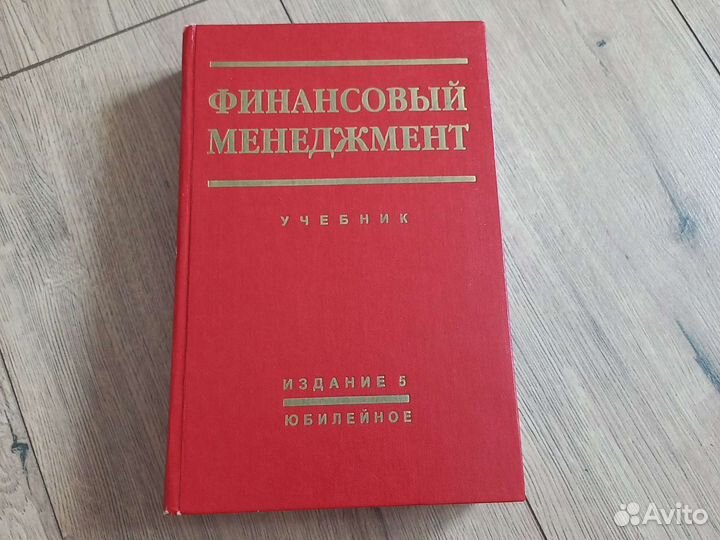 ФИНАНСОВЫЙ
МЕНЕДЖМЕНТ
УЧЕБНИК
ИЗДАНИЕ 5
ЮБИЛЕЙНОЕ
Avito